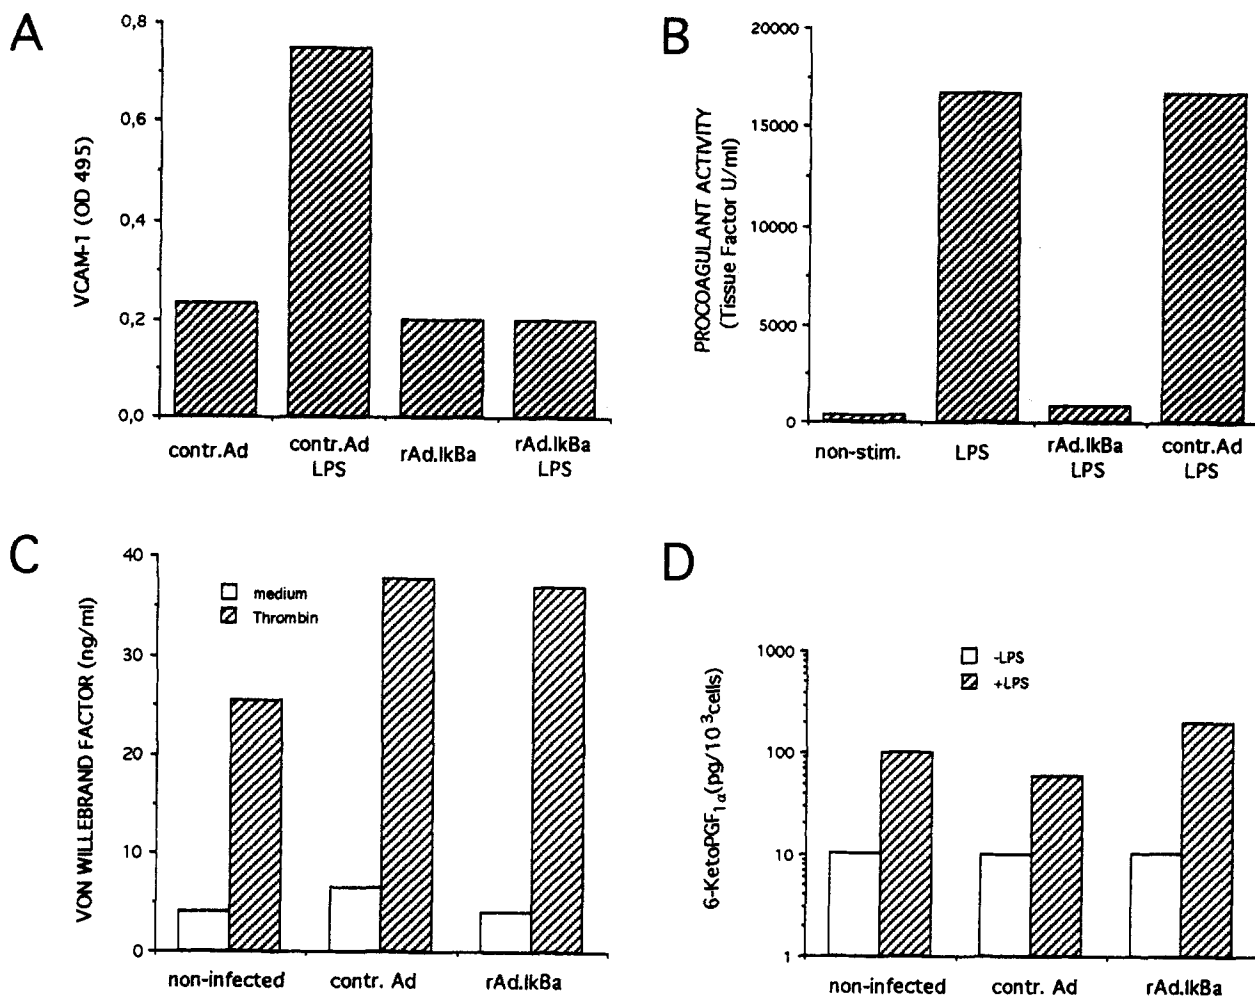 A
VCAM-1 (OD 495)
0,8
0,6
0,4
0,2
0,0
contr.Ad
contr.Ad
LPS
rAd.IkBa
rAd.IkBa
LPS
B
PROCOAGULANT ACTIVITY
(Tissue Factor U/ml)
20000
15000
10000
5000
0
non-stim.
LPS
rAd.IkBa
LPS
contr.Ad
LPS
C
VON WILLEBRAND FACTOR (ng/ml)
40
30
20
10
0
medium
Thrombin
non-infected
contr. Ad
rAd.IkBa
D
6-KetoPGF1α(pg/10³cells)
1000
100
10
1
-LPS
+LPS
non-infected
contr. Ad
rAd.IkBa